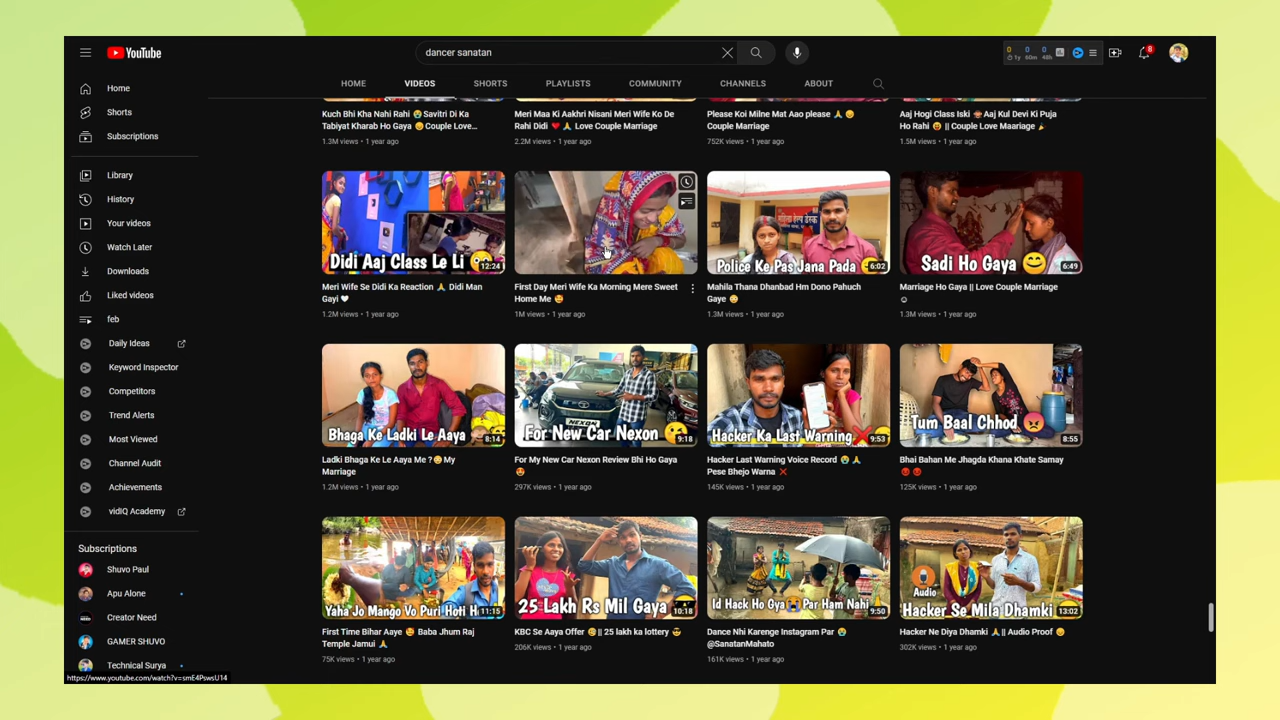 YouTube
dancer sanatan
0 0 0
1y 60m 48h
8
HOME VIDEOS SHORTS PLAYLISTS COMMUNITY CHANNELS ABOUT
Home
Shorts
Subscriptions
Library
History
Your videos
Watch Later
Downloads
Liked videos
feb
Daily Ideas
Keyword Inspector
Competitors
Trend Alerts
Most Viewed
Channel Audit
Achievements
vidIQ Academy
Subscriptions
Shuvo Paul
Apu Alone
Creator Need
GAMER SHUVO
Technical Surya
https://www.youtube.com/watch?v=smE4PswsU14
Kuch Bhi Kha Nahi Rahi 😭 Savitri Di Ka
Tabiyat Kharab Ho Gaya 😔 Couple Love...
1.3M views • 1 year ago
Meri Maa Ki Aakhri Nisani Meri Wife Ko De
Rahi Didi ❤️ 🙏 Love Couple Marriage
2.2M views • 1 year ago
Please Koi Milne Mat Aao please 🙏 😔
Couple Marriage
752K views • 1 year ago
Aaj Hogi Class Iski 🙊 Aaj Kul Devi Ki Puja
Ho Rahi 😀 || Couple Love Maarriage 🎉
1.5M views • 1 year ago
Didi Aaj Class Le Li
12:24
Meri Wife Se Didi Ka Reaction 🙏 Didi Man
Gayi 🤍
1.2M views • 1 year ago
First Day Meri Wife Ka Morning Mere Sweet
Home Me 🥰
1M views • 1 year ago
Police Ke Pas Jana Pada
6:02
Mahila Thana Dhanbad Hm Dono Pahuch
Gaye 😳
1.3M views • 1 year ago
Sadi Ho Gaya 😊
6:49
Marriage Ho Gaya || Love Couple Marriage
☺
1.3M views • 1 year ago
Bhaga Ke Ladki Le Aaya
8:14
Ladki Bhaga Ke Le Aaya Me ? 😳 My
Marriage
1.2M views • 1 year ago
NEXON
For New Car Nexon
9:18
For My New Car Nexon Review Bhi Ho Gaya
😍
297K views • 1 year ago
Hacker Ka Last Warning ❌
9:53
Hacker Last Warning Voice Record 😭 🙏
Pese Bhejo Warna ❌
145K views • 1 year ago
Tum Baal Chhod 😡
8:55
Bhai Bahan Me Jhagda Khana Khate Samay
😡 😡
125K views • 1 year ago
Yaha Jo Mango Vo Puri Hoti H
11:15
First Time Bihar Aaye 🥰 Baba Jhum Raj
Temple Jamui 🙏
75K views • 1 year ago
25 Lakh Rs Mil Gaya
10:18
KBC Se Aaya Offer 🤔 || 25 lakh ka lottery 😎
206K views • 1 year ago
Id Hack Ho Gya 😭 Par Ham Nahi
9:50
Dance Nhi Karenge Instagram Par 😭
@SanatanMahato
161K views • 1 year ago
Audio
Hacker Se Mila Dhamki
13:02
Hacker Ne Diya Dhamki 🙏 || Audio Proof 😔
302K views • 1 year ago